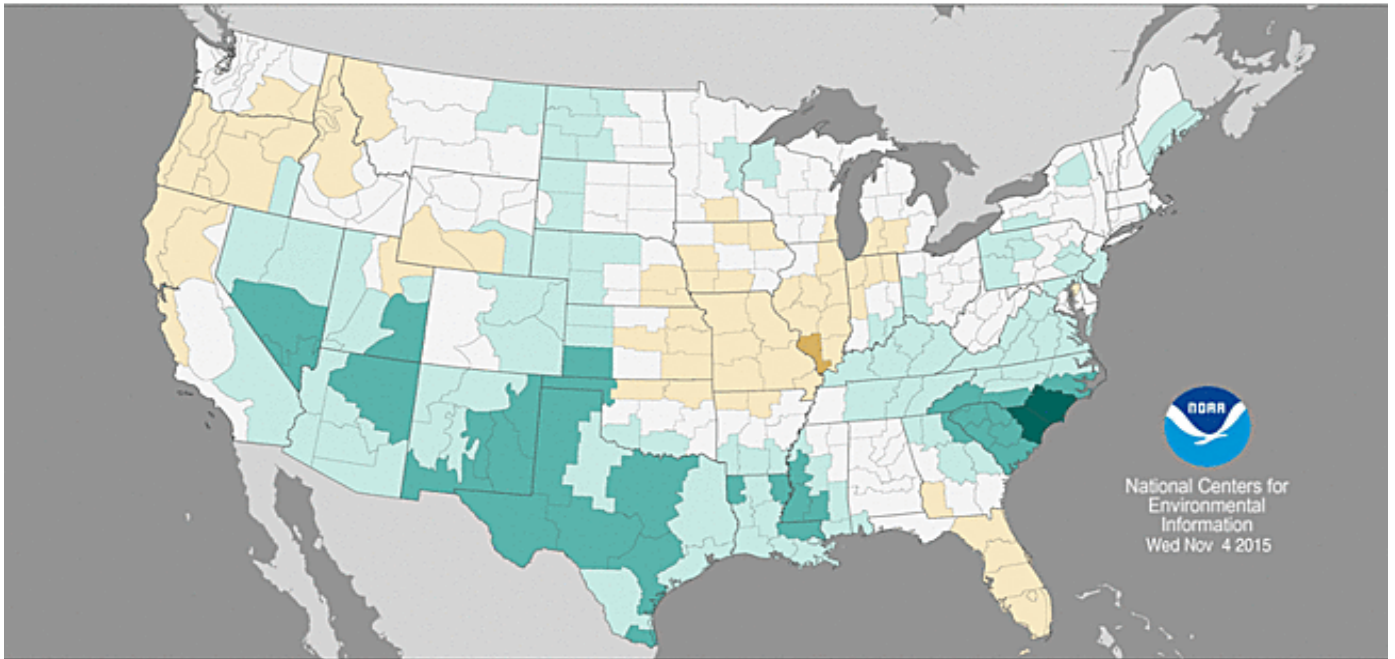 NOAA
National Centers for
Environmental
Information
Wed Nov 4 2015